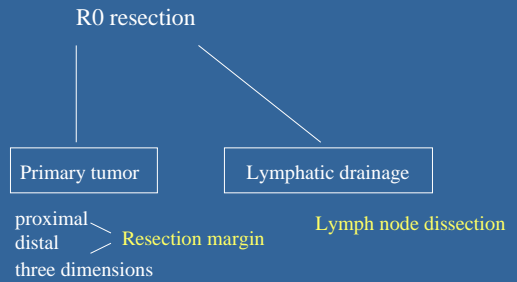 R0 resection
Primary tumor
Lymphatic drainage
proximal
distal
three dimensions
Resection margin
Lymph node dissection